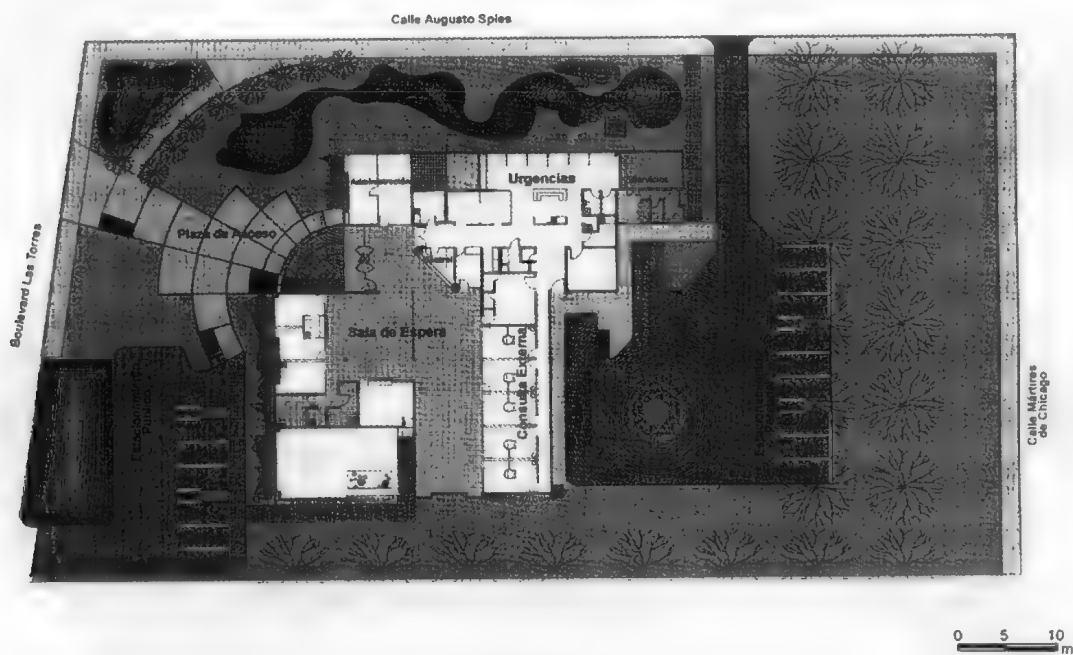 Calle Augusto Spies
Urgencias
Servicios
Plaza de Acceso
Boulevard Las Torres
Sala de Espera
Consulta Externa
Calle Mártires
de Chicago
Estacionamiento
Público
0 5 10
m